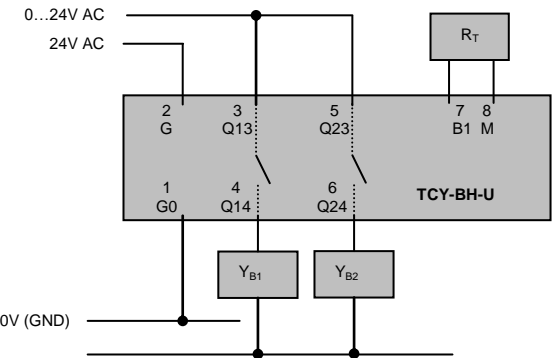 0...24V AC
24V AC
R_T
2 3 5 7 8
G Q13 Q23 B1 M
1 4 6 TCY-BH-U
G0 Q14 Q24
Y_B1 Y_B2
0V (GND)